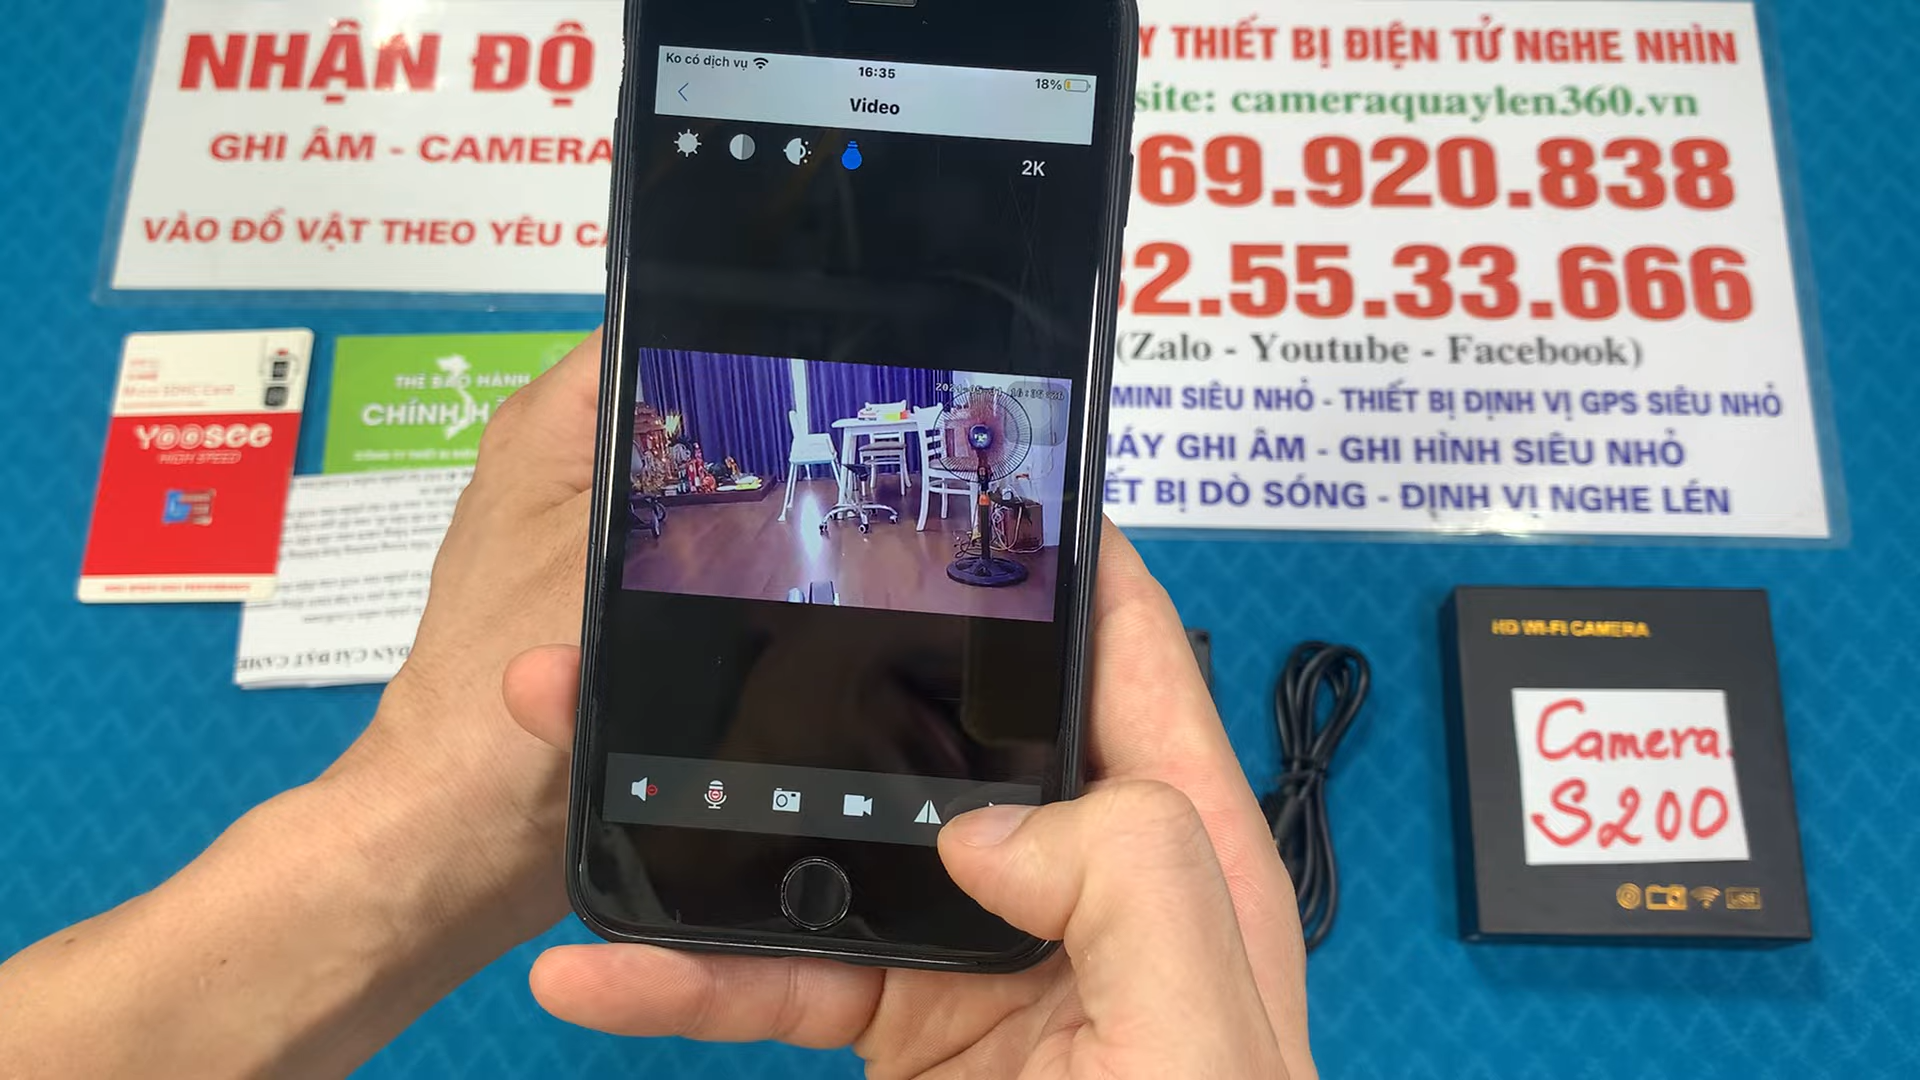 NHẬN ĐỘ
GHI ÂM - CAMERA
VÀO ĐỒ VẬT THEO YÊU
Y THIẾT BỊ ĐIỆN TỬ NGHE NHÌN
site: cameraquaylen360.vn
69.920.838
2.55.33.666
(Zalo - Youtube - Facebook)
MINI SIÊU NHỎ - THIẾT BỊ ĐỊNH VỊ GPS SIÊU NHỎ
ÁY GHI ÂM - GHI HÌNH SIÊU NHỎ
ẾT BỊ DÒ SÓNG - ĐỊNH VỊ NGHE LÉN
Ko có dịch vụ
16:35
18%
Video
2K
YOOSEE
HIGH SPEED
THẺ BẢO HÀNH
CHÍNH H
HD WI-FI CAMERA
Camera
S200